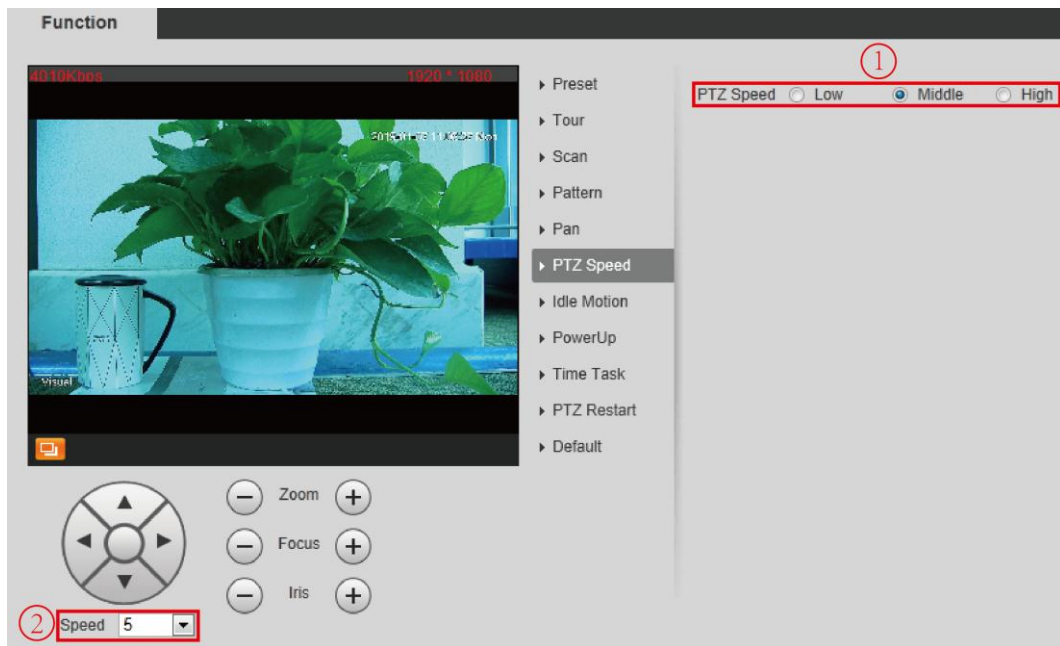 Function
4010Kbps 1920 * 1080
Visuel
Preset
Tour
Scan
Pattern
Pan
PTZ Speed
Idle Motion
PowerUp
Time Task
PTZ Restart
Default
1
PTZ Speed Low Middle High
Zoom
Focus
Iris
2
Speed 5